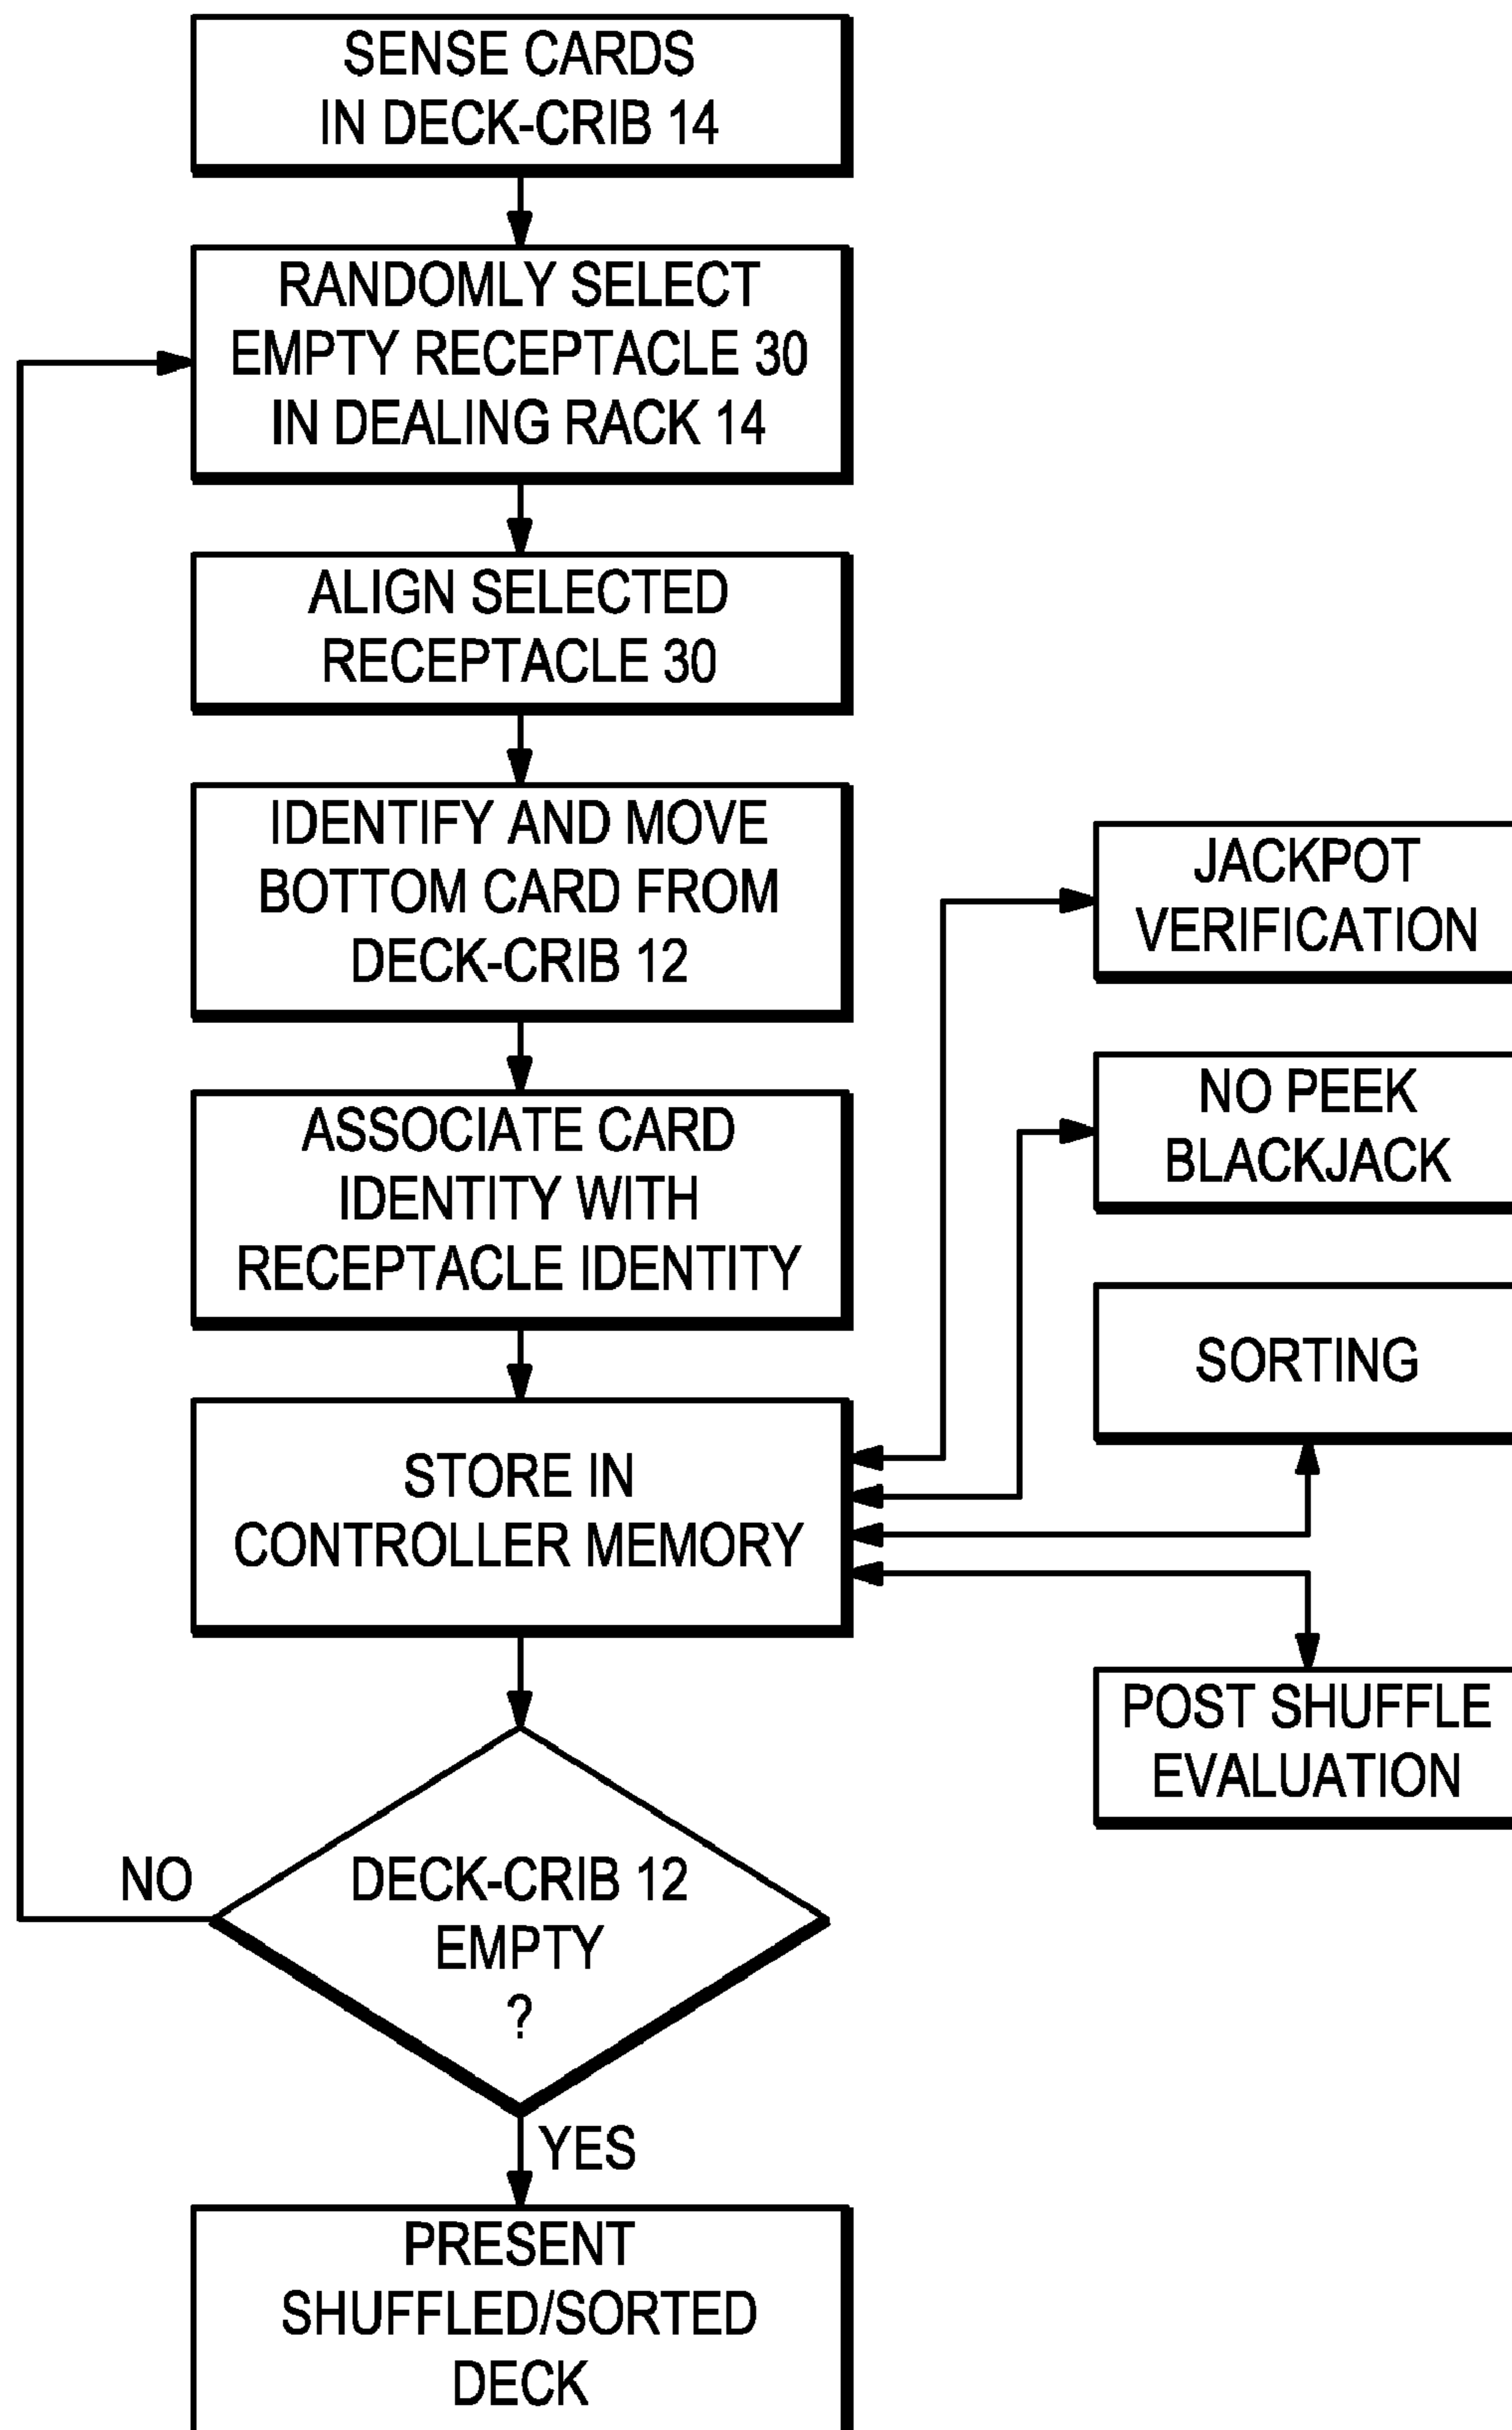 SENSE CARDS
IN DECK-CRIB 14
RANDOMLY SELECT
EMPTY RECEPTACLE 30
IN DEALING RACK 14
ALIGN SELECTED
RECEPTACLE 30
IDENTIFY AND MOVE
BOTTOM CARD FROM
DECK-CRIB 12
ASSOCIATE CARD
IDENTITY WITH
RECEPTACLE IDENTITY
STORE IN
CONTROLLER MEMORY
JACKPOT
VERIFICATION
NO PEEK
BLACKJACK
SORTING
POST SHUFFLE
EVALUATION
NO
DECK-CRIB 12
EMPTY
?
YES
PRESENT
SHUFFLED/SORTED
DECK